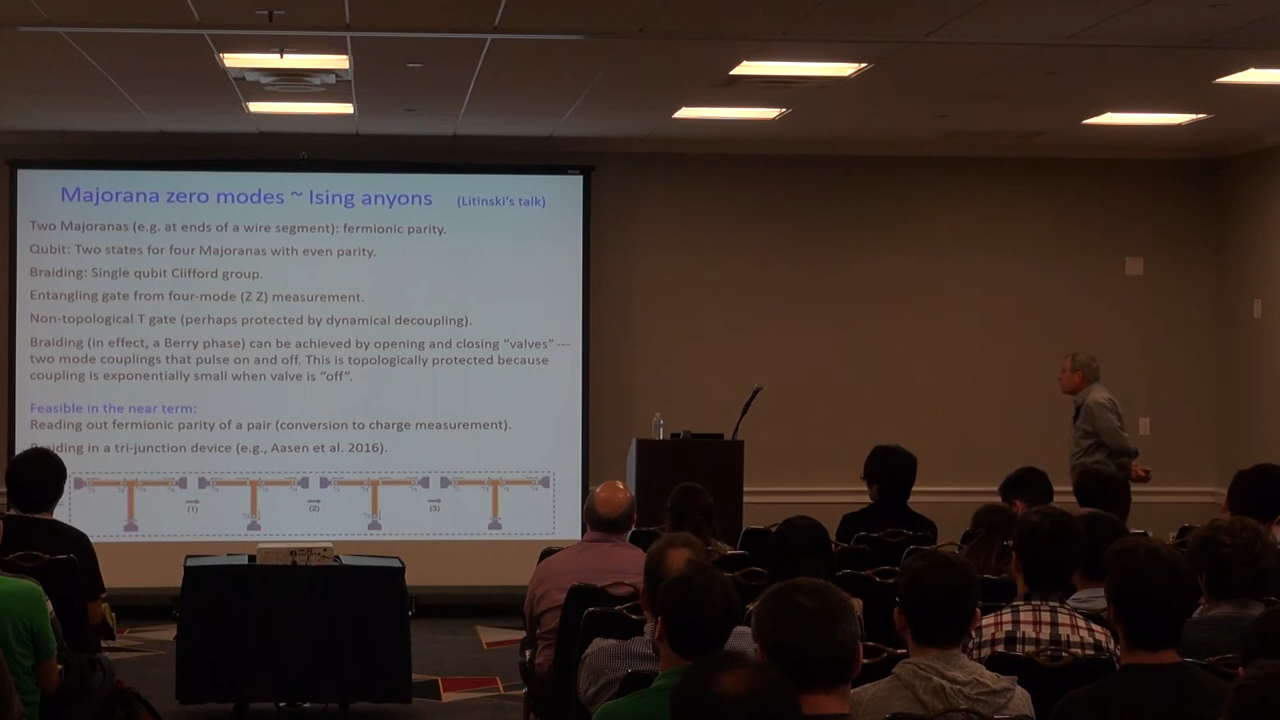 Majorana zero modes ~ Ising anyons (Litinski's talk)
Two Majoranas (e.g. at ends of a wire segment): fermionic parity.
Qubit: Two states for four Majoranas with even parity.
Braiding: Single qubit Clifford group.
Entangling gate from four-mode (Z Z) measurement.
Non-topological T gate (perhaps protected by dynamical decoupling).
Braiding (in effect, a Berry phase) can be achieved by opening and closing "valves"---
two mode couplings that pulse on and off. This is topologically protected because
coupling is exponentially small when valve is "off".
Feasible in the near term:
Reading out fermionic parity of a pair (conversion to charge measurement).
Braiding in a tri-junction device (e.g., Aasen et al. 2016).
(1) (2) (3)